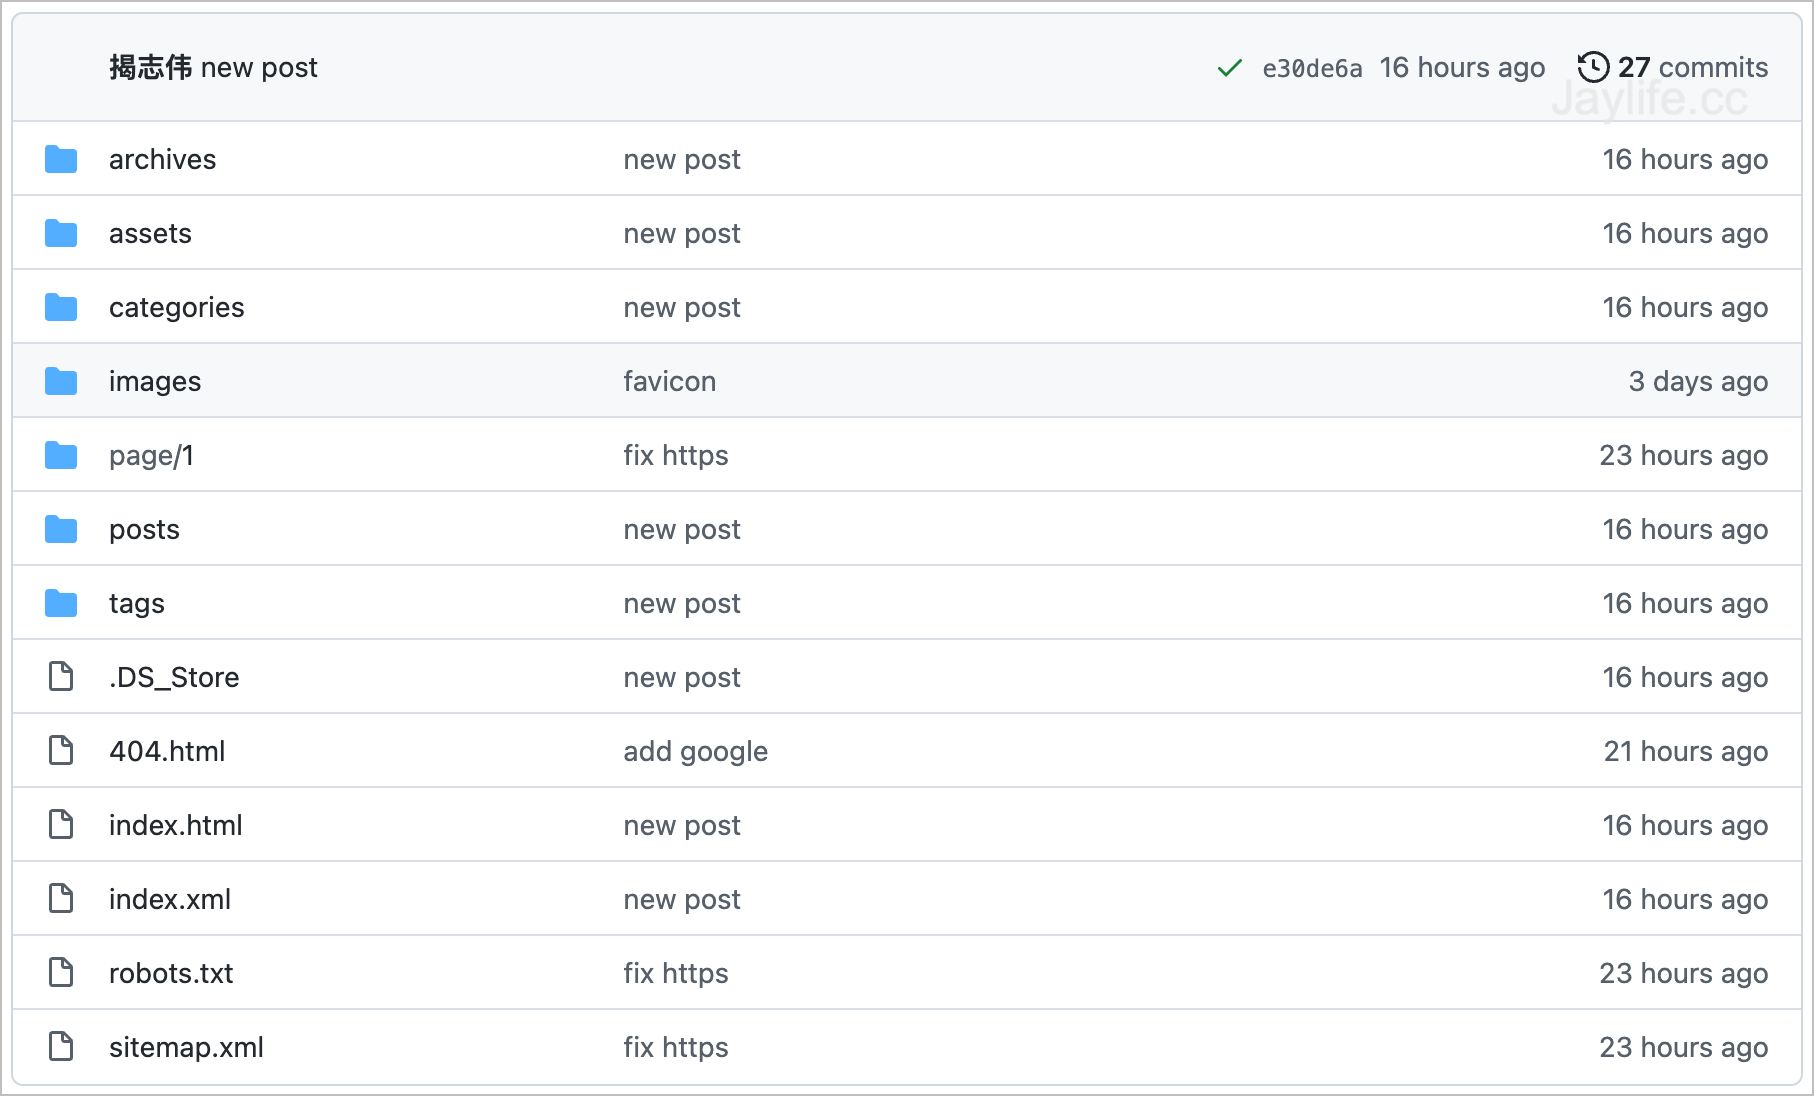 揭志伟 new post e30de6a 16 hours ago 27 commits
Jaylife.cc
archives new post 16 hours ago
assets new post 16 hours ago
categories new post 16 hours ago
images favicon 3 days ago
page/1 fix https 23 hours ago
posts new post 16 hours ago
tags new post 16 hours ago
.DS_Store new post 16 hours ago
404.html add google 21 hours ago
index.html new post 16 hours ago
index.xml new post 16 hours ago
robots.txt fix https 23 hours ago
sitemap.xml fix https 23 hours ago